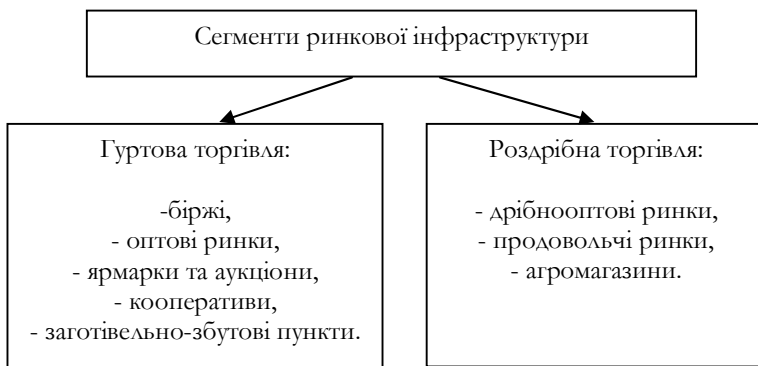 Сегменти ринкової інфраструктури
Гуртова торгівля:
-біржі,
- оптові ринки,
- ярмарки та аукціони,
- кооперативи,
- заготівельно-збутові пункти.
Роздрібна торгівля:
- дрібнооптові ринки,
- продовольчі ринки,
- агромагазини.